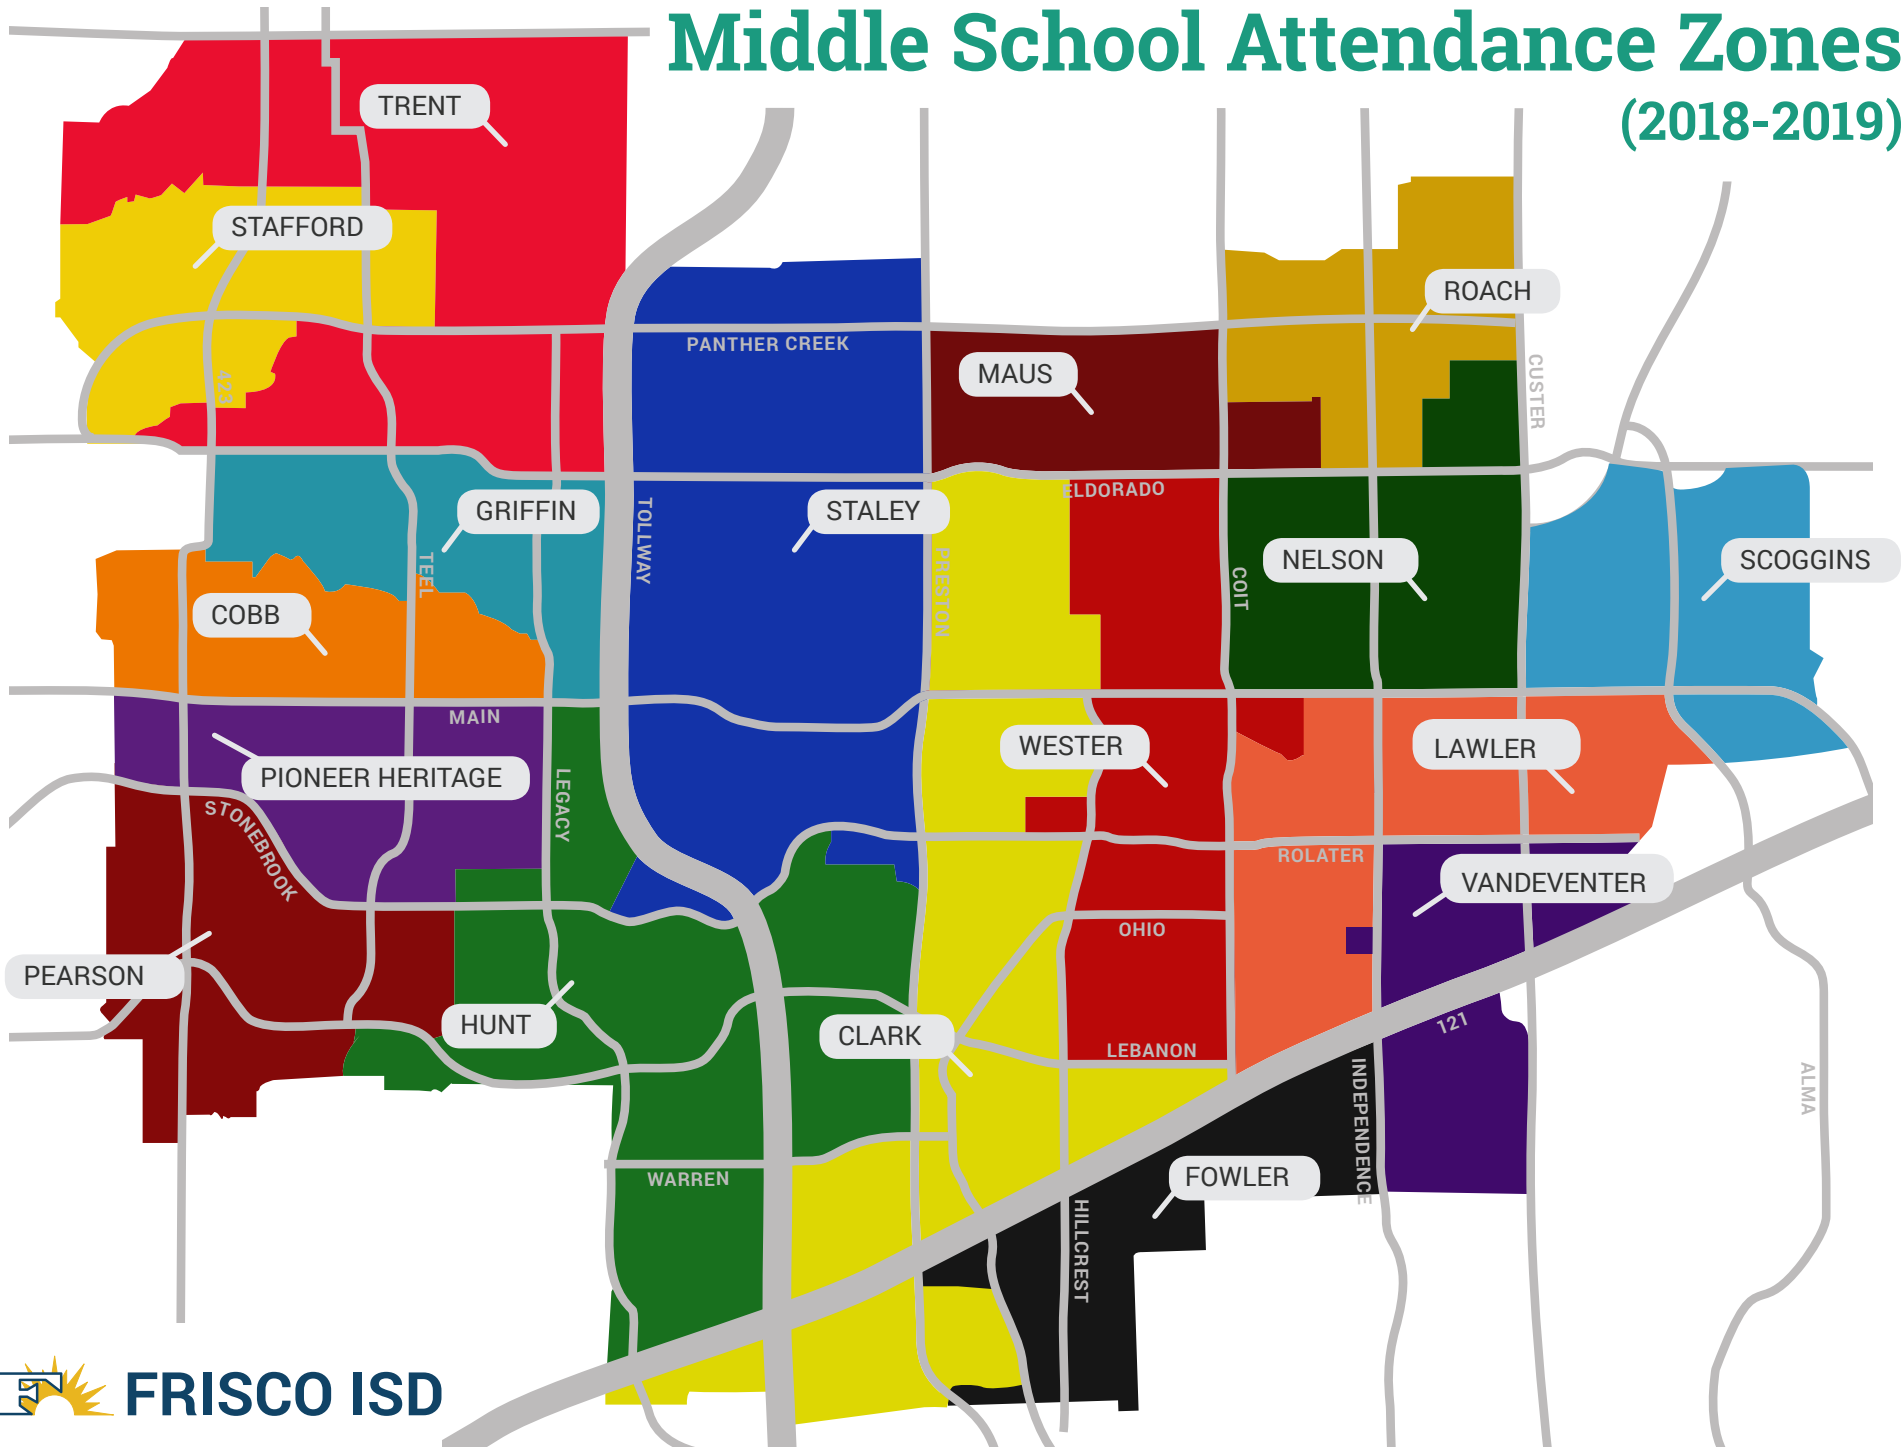 Middle School Attendance Zones
(2018-2019)
TRENT
STAFFORD
ROACH
PANTHER CREEK
MAUS
423
CUSTER
ELDORADO
GRIFFIN
STALEY
TOLLWAY
PRESTON
TEEL
COIT
NELSON
SCOGGINS
COBB
MAIN
WESTER
LAWLER
PIONEER HERITAGE
LEGACY
STONEBROOK
ROLATER
VANDEVENTER
OHIO
PEARSON
HUNT
CLARK
LEBANON
121
INDEPENDENCE
ALMA
WARREN
FOWLER
HILLCREST
F
FRISCO ISD